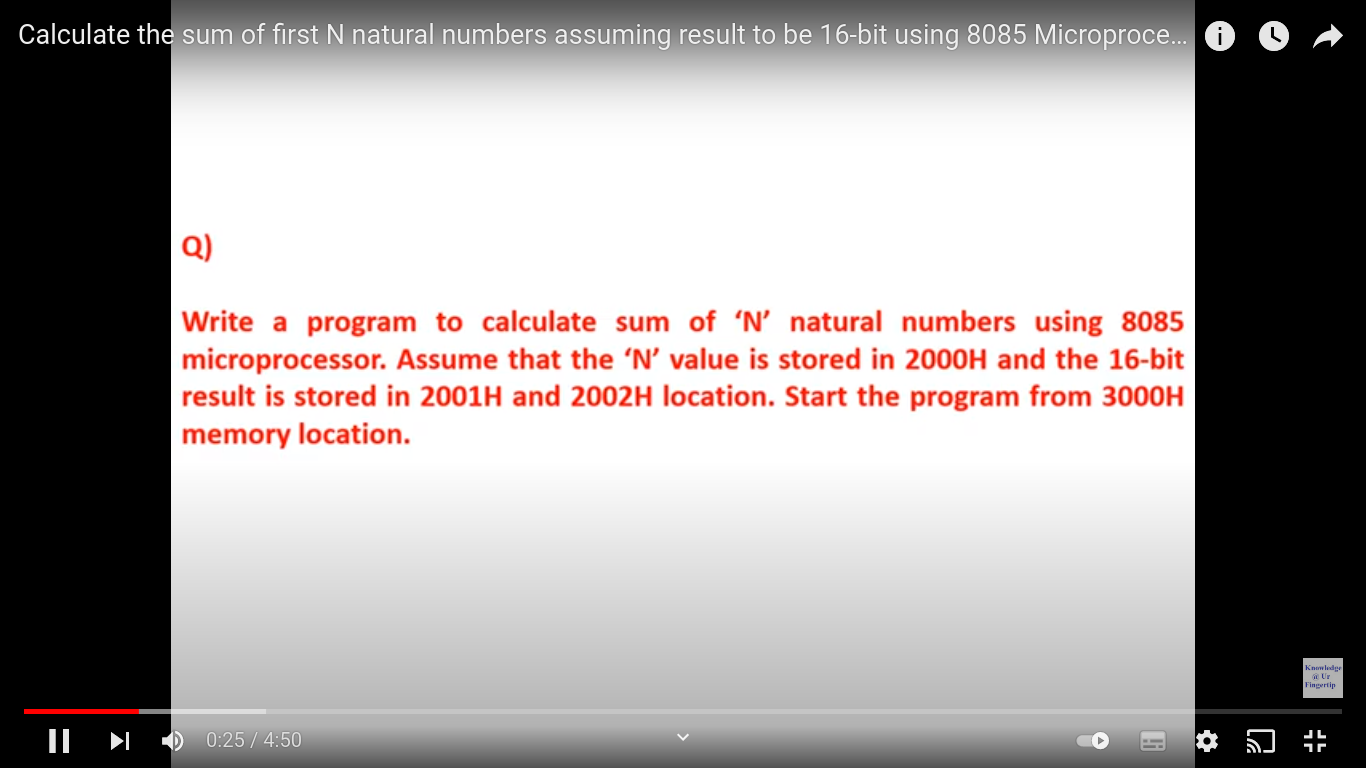 Calculate the sum of first N natural numbers assuming result to be 16-bit using 8085 Microproce...
Q)
Write a program to calculate sum of ‘N’ natural numbers using 8085
microprocessor. Assume that the ‘N’ value is stored in 2000H and the 16-bit
result is stored in 2001H and 2002H location. Start the program from 3000H
memory location.
Knowledge
@ Ur
Fingertip
0:25 / 4:50